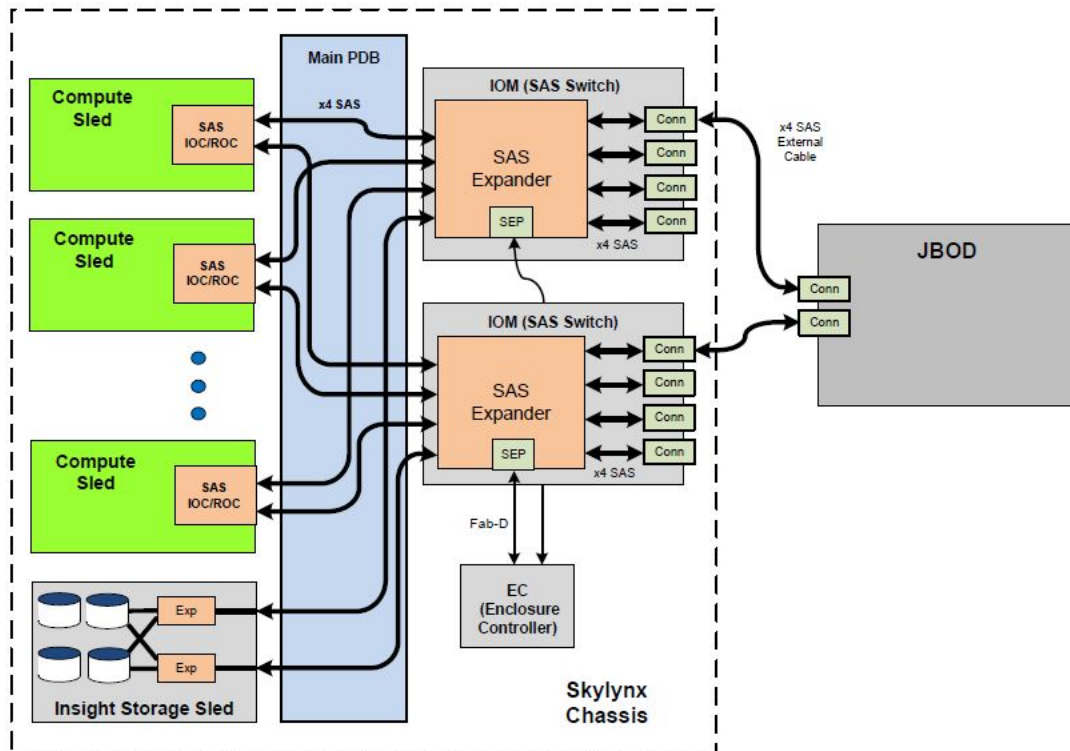 Main PDB
x4 SAS
Compute
Sled
SAS
IOC/ROC
Compute
Sled
SAS
IOC/ROC
Compute
Sled
SAS
IOC/ROC
Exp
Exp
Insight Storage Sled
IOM (SAS Switch)
SAS
Expander
SEP
Conn
Conn
Conn
Conn
x4 SAS
IOM (SAS Switch)
SAS
Expander
SEP
Conn
Conn
Conn
Conn
x4 SAS
Fab-D
EC
(Enclosure
Controller)
x4 SAS
External
Cable
JBOD
Conn
Conn
Skylynx
Chassis